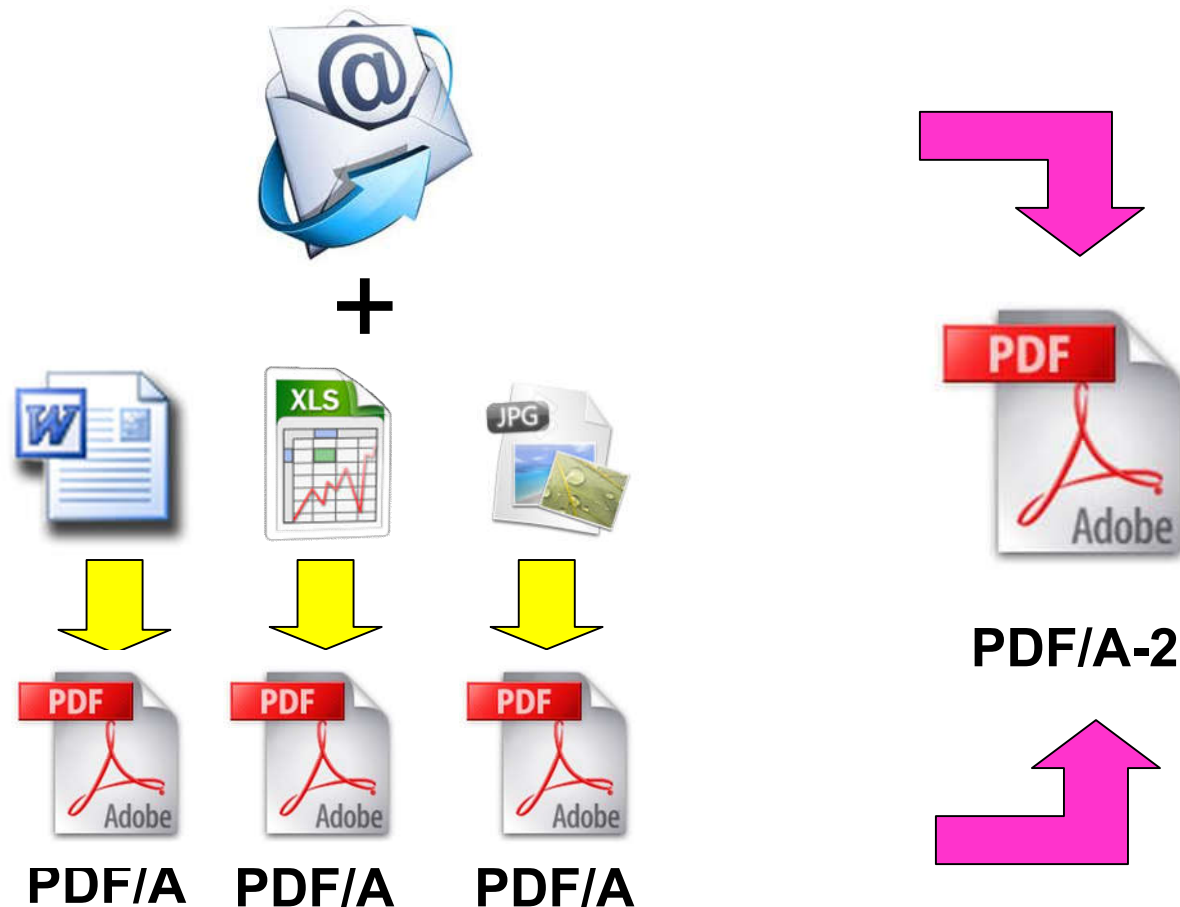 @
+
W
XLS
JPG
PDF
Adobe
PDF/A-2
PDF
Adobe
PDF/A
PDF
Adobe
PDF/A
PDF
Adobe
PDF/A